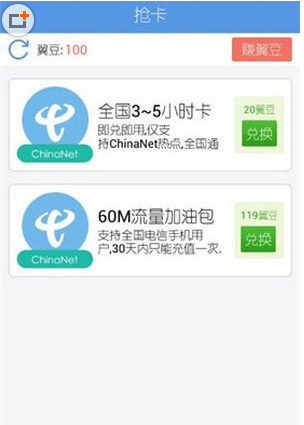 抢卡
翼豆:100
赚翼豆
全国3~5小时卡
即兑即用,仅支
持ChinaNet热点,全国通
20翼豆
兑换
ChinaNet
60M流量加油包
支持全国电信手机用
户,30天内只能充值一次.
119翼豆
兑换
ChinaNet